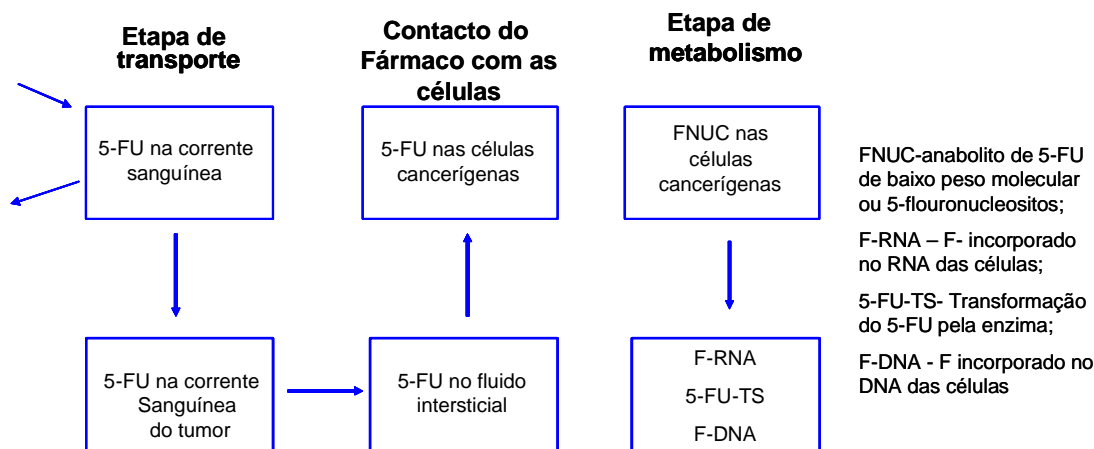 Etapa de
transporte
5-FU na corrente
sanguínea
5-FU na corrente
Sanguínea
do tumor
Contacto do
Fármaco com as
células
5-FU nas células
cancerígenas
5-FU no fluido
intersticial
Etapa de
metabolismo
FNUC nas
células
cancerígenas
F-RNA
5-FU-TS
F-DNA
FNUC-anabolito de 5-FU
de baixo peso molecular
ou 5-flouronucleositos;
F-RNA – F- incorporado
no RNA das células;
5-FU-TS- Transformação
do 5-FU pela enzima;
F-DNA - F incorporado no
DNA das células